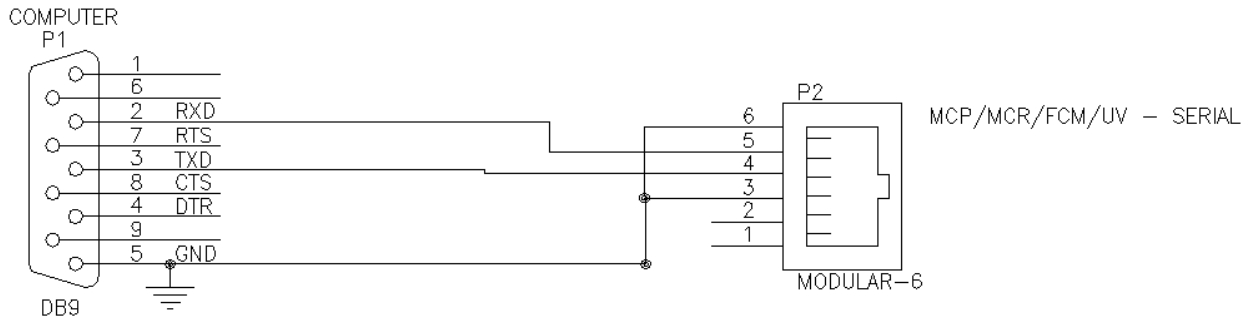 COMPUTER
P1
1
6
2 RXD
7 RTS
3 TXD
8 CTS
4 DTR
9
5 GND
DB9
P2
6
5
4
3
2
1
MODULAR-6
MCP/MCR/FCM/UV - SERIAL